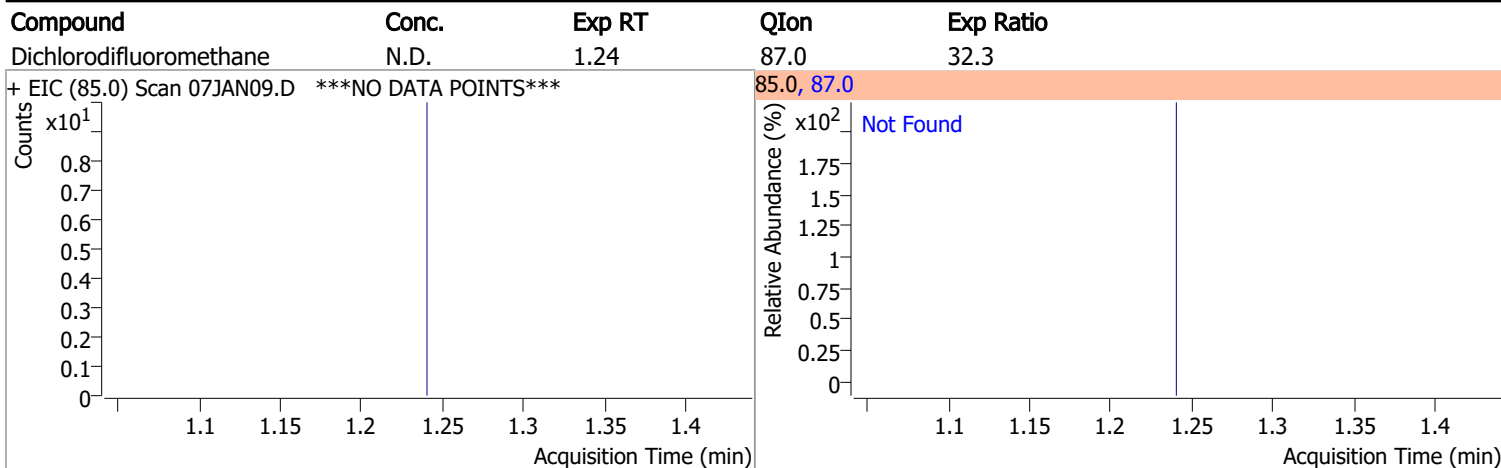 Compound Conc. Exp RT QIon Exp Ratio
Dichlorodifluoromethane N.D. 1.24 87.0 32.3
+ EIC (85.0) Scan 07JAN09.D ***NO DATA POINTS***
Counts
x10¹
0.8
0.7
0.6
0.5
0.4
0.3
0.2
0.1
0
1.1 1.15 1.2 1.25 1.3 1.35 1.4
Acquisition Time (min)
85.0, 87.0
Relative Abundance (%)
x10²
Not Found
1.75
1.5
1.25
1
0.75
0.5
0.25
0
1.1 1.15 1.2 1.25 1.3 1.35 1.4
Acquisition Time (min)